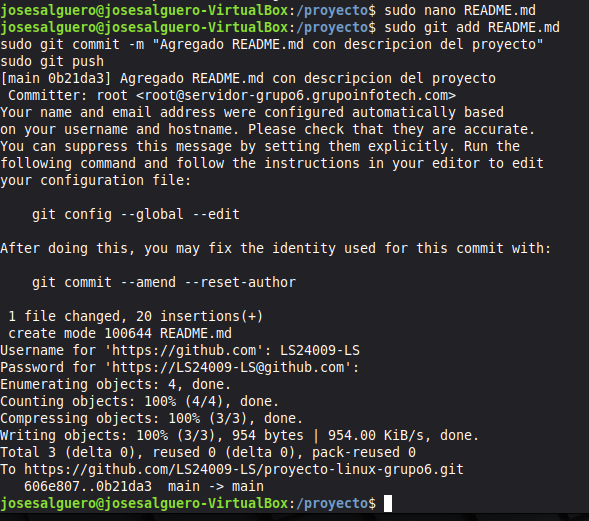 josesalguero@josesalguero-VirtualBox:/proyecto$ sudo nano README.md
josesalguero@josesalguero-VirtualBox:/proyecto$ sudo git add README.md
sudo git commit -m "Agregado README.md con descripcion del proyecto"
sudo git push
[main 0b21da3] Agregado README.md con descripcion del proyecto
 Committer: root <root@servidor-grupo6.grupoinfotech.com>
Your name and email address were configured automatically based
on your username and hostname. Please check that they are accurate.
You can suppress this message by setting them explicitly. Run the
following command and follow the instructions in your editor to edit
your configuration file:

    git config --global --edit

After doing this, you may fix the identity used for this commit with:

    git commit --amend --reset-author

 1 file changed, 20 insertions(+)
 create mode 100644 README.md
Username for 'https://github.com': LS24009-LS
Password for 'https://LS24009-LS@github.com':
Enumerating objects: 4, done.
Counting objects: 100% (4/4), done.
Compressing objects: 100% (3/3), done.
Writing objects: 100% (3/3), 954 bytes | 954.00 KiB/s, done.
Total 3 (delta 0), reused 0 (delta 0), pack-reused 0
To https://github.com/LS24009-LS/proyecto-linux-grupo6.git
   606e807..0b21da3  main -> main
josesalguero@josesalguero-VirtualBox:/proyecto$